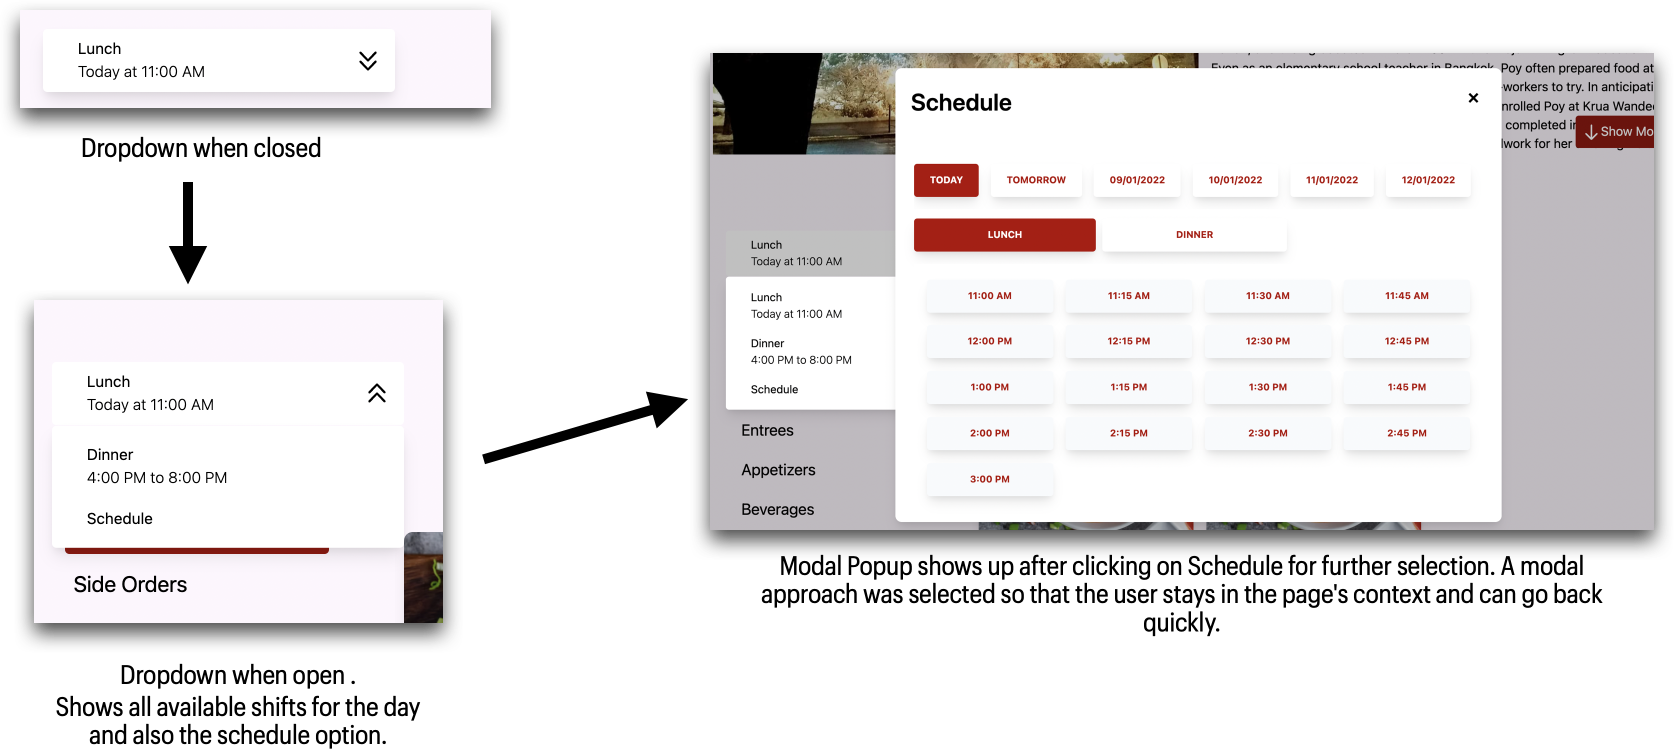 Lunch
Today at 11:00 AM
Dropdown when closed
Lunch
Today at 11:00 AM
Dinner
4:00 PM to 8:00 PM
Schedule
Side Orders
Dropdown when open .
Shows all available shifts for the day
and also the schedule option.
Even as an elementary school teacher in Bangkok, Poy often prepared food at
-workers to try. In anticipati
nrolled Poy at Krua Wande
completed in
Show Mo
work for her
Schedule
×
TODAY TOMORROW 09/01/2022 10/01/2022 11/01/2022 12/01/2022
LUNCH DINNER
11:00 AM 11:15 AM 11:30 AM 11:45 AM
12:00 PM 12:15 PM 12:30 PM 12:45 PM
1:00 PM 1:15 PM 1:30 PM 1:45 PM
2:00 PM 2:15 PM 2:30 PM 2:45 PM
3:00 PM
Lunch
Today at 11:00 AM
Lunch
Today at 11:00 AM
Dinner
4:00 PM to 8:00 PM
Schedule
Entrees
Appetizers
Beverages
Modal Popup shows up after clicking on Schedule for further selection. A modal
approach was selected so that the user stays in the page's context and can go back
quickly.